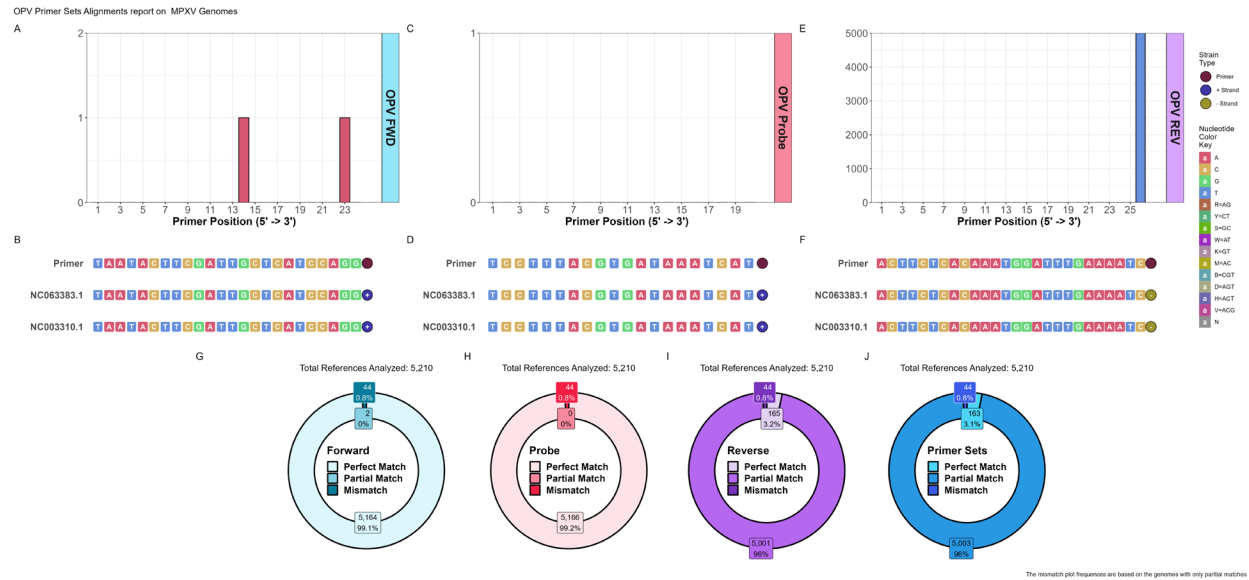 OPV Primer Sets Alignments report on MPXV Genomes
A
2
1
0
1 3 5 7 9 11 13 15 17 19 21 23
Primer Position (5' -> 3')
OPV FWD
C
1
0
1 3 5 7 9 11 13 15 17 19
Primer Position (5' -> 3')
OPV Probe
E
5000
4000
3000
2000
1000
0
1 3 5 7 9 11 13 15 17 19 21 23 25
Primer Position (5' -> 3')
OPV REV
Strain
Type
Primer
+ Strand
- Strand
Nucleotide
Color
Key
a A
a C
a G
a T
a R=AG
a Y=CT
a S=GC
a W=AT
a K=GT
a M=AC
a B=CGT
a D=AGT
a H=ACT
a V=ACG
a N
B
Primer TAATACTTCGATTGCTCATCCAGG
NC063383.1 TAATACTTCGATTGCTCATCCAGG +
NC003310.1 TAATACTTCGATTGCTCATCCAGG +
D
Primer TCCTTTACGTGATAAATCAT
NC063383.1 TCCTTTACGTGATAAATCAT +
NC003310.1 TCCTTTACGTGATAAATCAT +
F
Primer ACTTCTCACAAATGGATTTGAAAATC
NC063383.1 ACTTCTCACAAATGGATTTGAAAATC -
NC003310.1 ACTTCTCACAAATGGATTTGAAAATC -
G
Total References Analyzed: 5,210
44
0.8%
2
0%
Forward
Perfect Match
Partial Match
Mismatch
5,164
99.1%
H
Total References Analyzed: 5,210
44
0.8%
0
0%
Probe
Perfect Match
Partial Match
Mismatch
5,166
99.2%
I
Total References Analyzed: 5,210
44
0.8%
165
3.2%
Reverse
Perfect Match
Partial Match
Mismatch
5,001
96%
J
Total References Analyzed: 5,210
44
0.8%
163
3.1%
Primer Sets
Perfect Match
Partial Match
Mismatch
5,003
96%
The mismatch plot frequencies are based on the genomes with only paritial matches